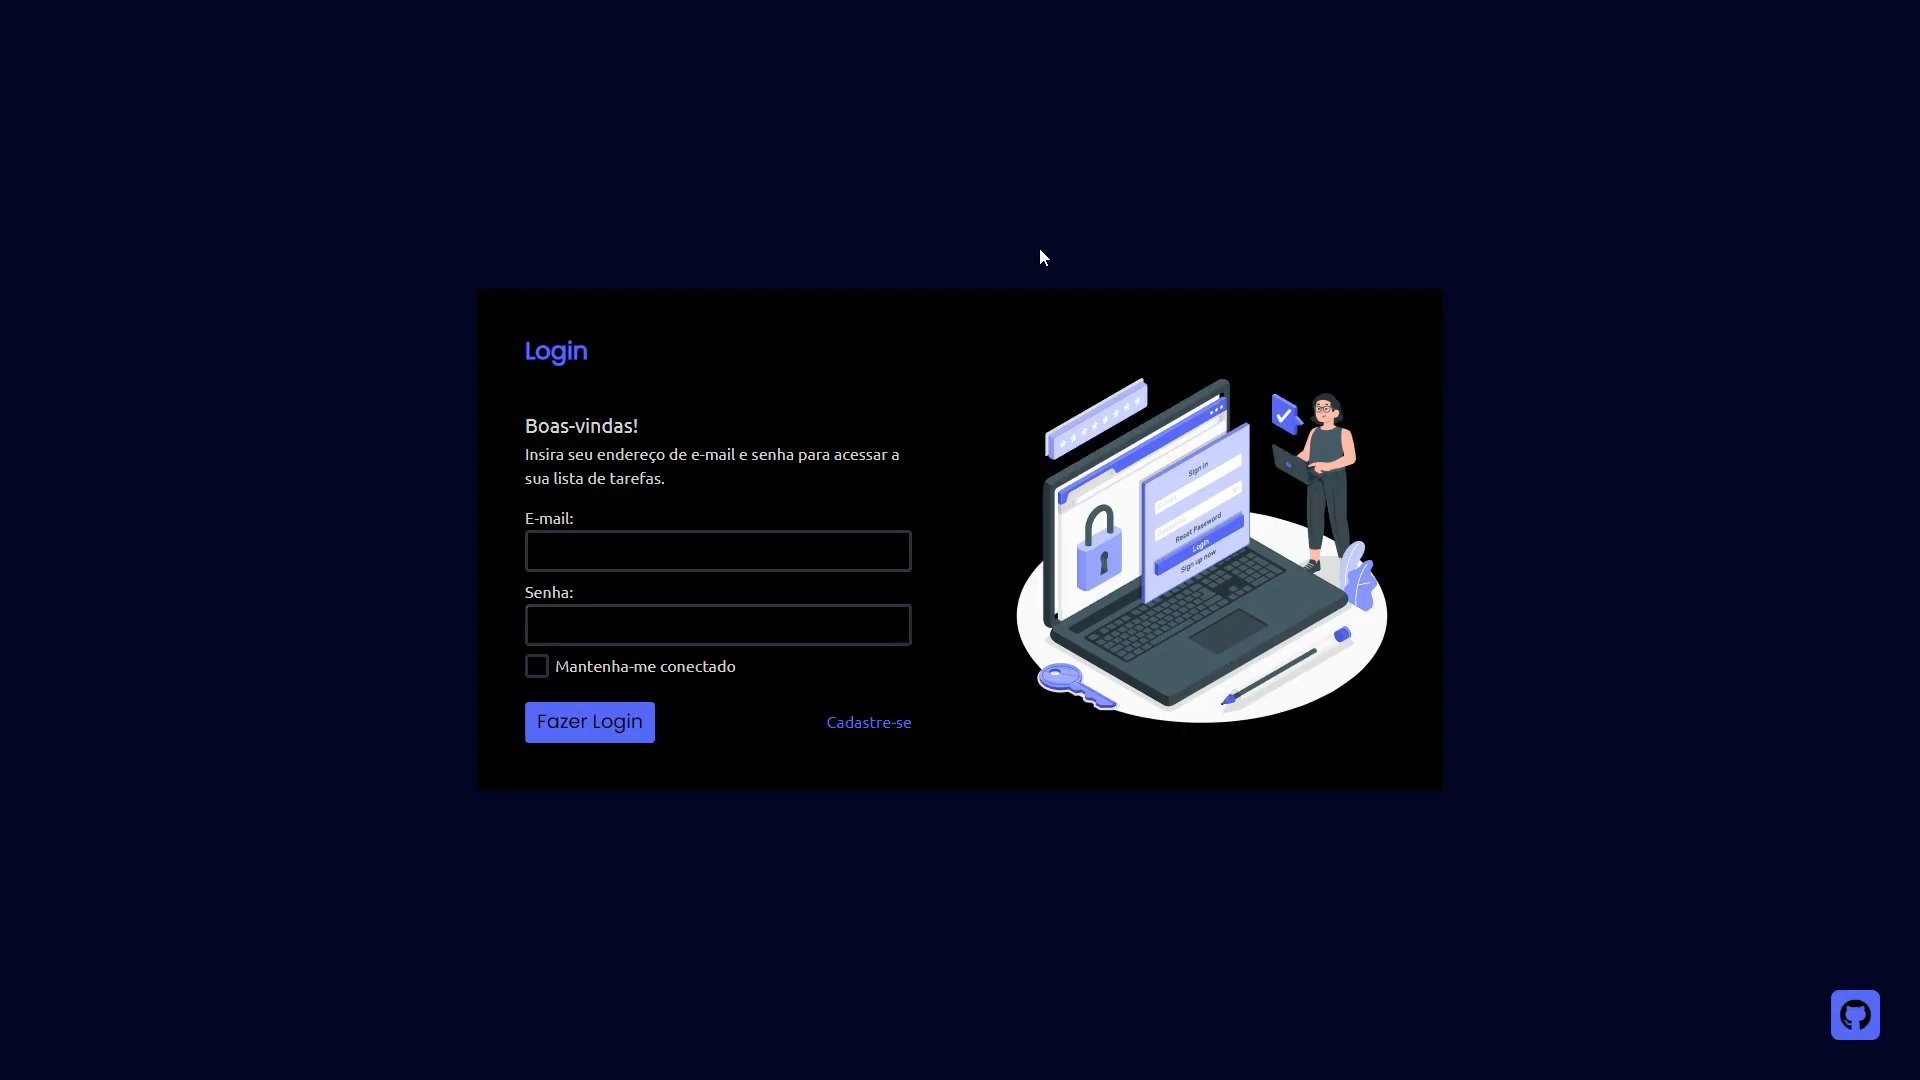 Login
Boas-vindas!
Insira seu endereço de e-mail e senha para acessar a
sua lista de tarefas.
E-mail:
Senha:
Mantenha-me conectado
Fazer Login
Cadastre-se
Sign in
Reset Password
Login
Sign up now